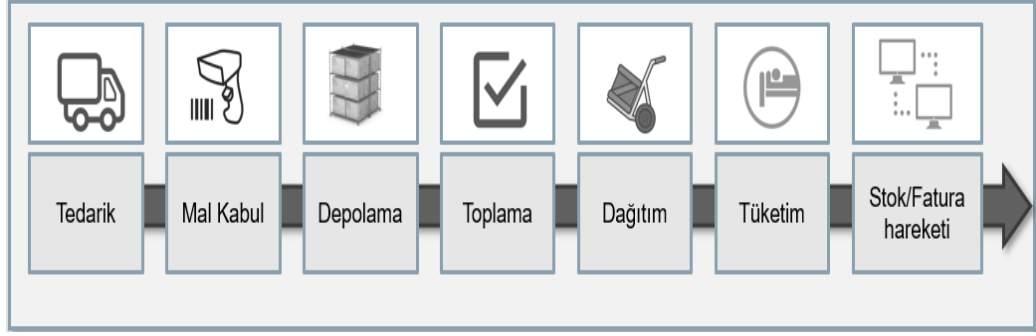 Tedarik
Mal Kabul
Depolama
Toplama
Dağıtım
Tüketim
Stok/Fatura
hareketi